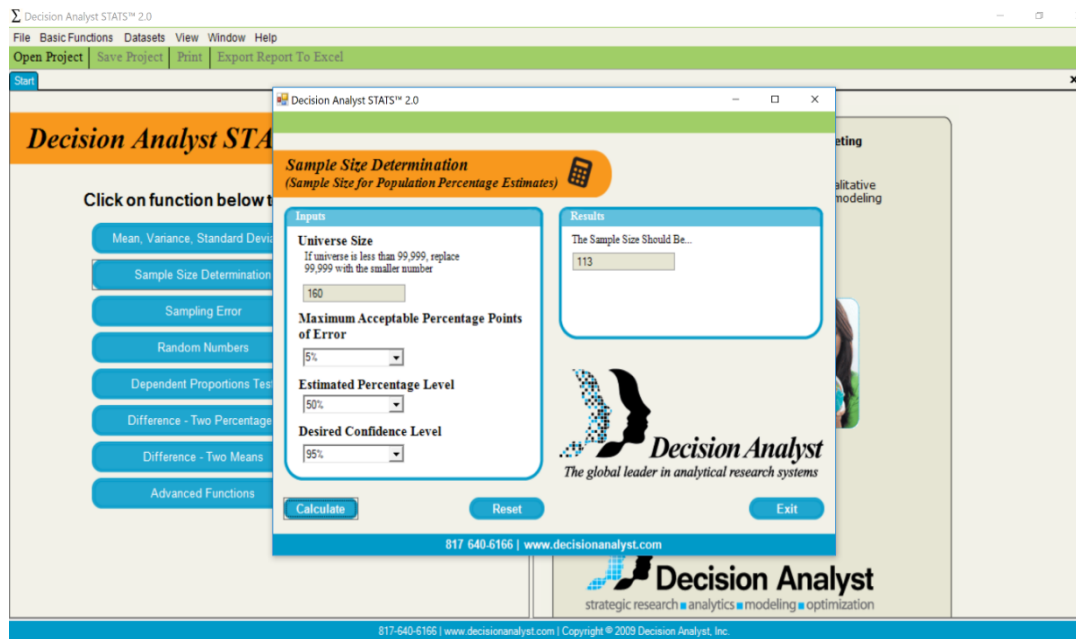 Decision Analyst STATS™ 2.0
File Basic Functions Datasets View Window Help
Open Project Save Project Print Export Report To Excel
Start
x
Decision Analyst STA
Click on function below t
Mean, Variance, Standard Devia
Sample Size Determination
Sampling Error
Random Numbers
Dependent Proportions Tes
Difference - Two Percentage
Difference - Two Means
Advanced Functions
Decision Analyst STATS™ 2.0
Sample Size Determination
(Sample Size for Population Percentage Estimates)
Inputs
Universe Size
If universe is less than 99,999, replace
99,999 with the smaller number
160
Maximum Acceptable Percentage Points
of Error
5%
Estimated Percentage Level
50%
Desired Confidence Level
95%
Results
The Sample Size Should Be...
113
Decision Analyst
The global leader in analytical research systems
Calculate Reset Exit
817 640-6166 | www.decisionanalyst.com
eting
alitative
modeling
Decision Analyst
strategic research ■ analytics ■ modeling ■ optimization
817-640-6166 | www.decisionanalyst.com | Copyright © 2009 Decision Analyst, Inc.